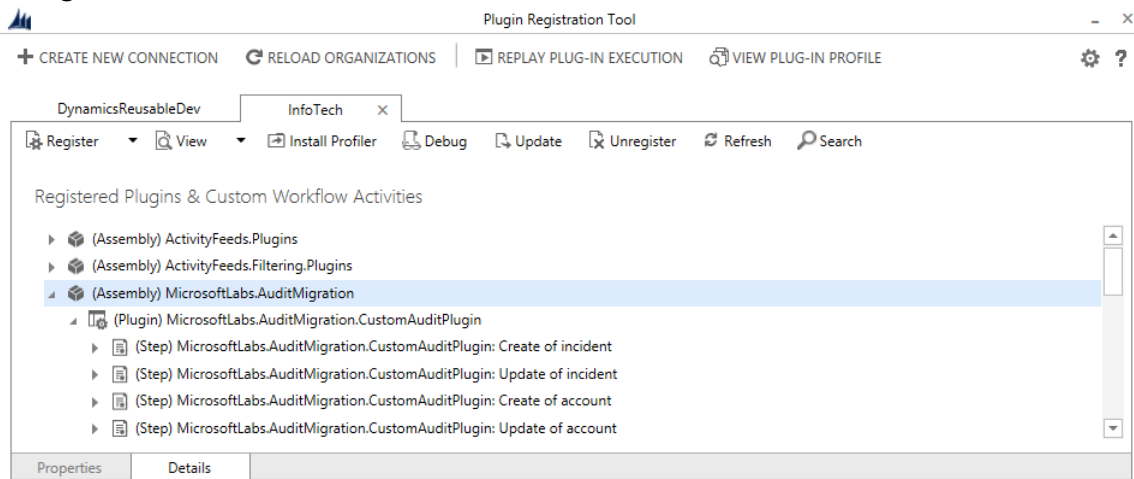 Plugin Registration Tool
CREATE NEW CONNECTION RELOAD ORGANIZATIONS REPLAY PLUG-IN EXECUTION VIEW PLUG-IN PROFILE
DynamicsReusableDev InfoTech
Register View Install Profiler Debug Update Unregister Refresh Search
Registered Plugins & Custom Workflow Activities
(Assembly) ActivityFeeds.Plugins
(Assembly) ActivityFeeds.Filtering.Plugins
(Assembly) MicrosoftLabs.AuditMigration
(Plugin) MicrosoftLabs.AuditMigration.CustomAuditPlugin
(Step) MicrosoftLabs.AuditMigration.CustomAuditPlugin: Create of incident
(Step) MicrosoftLabs.AuditMigration.CustomAuditPlugin: Update of incident
(Step) MicrosoftLabs.AuditMigration.CustomAuditPlugin: Create of account
(Step) MicrosoftLabs.AuditMigration.CustomAuditPlugin: Update of account
Properties Details